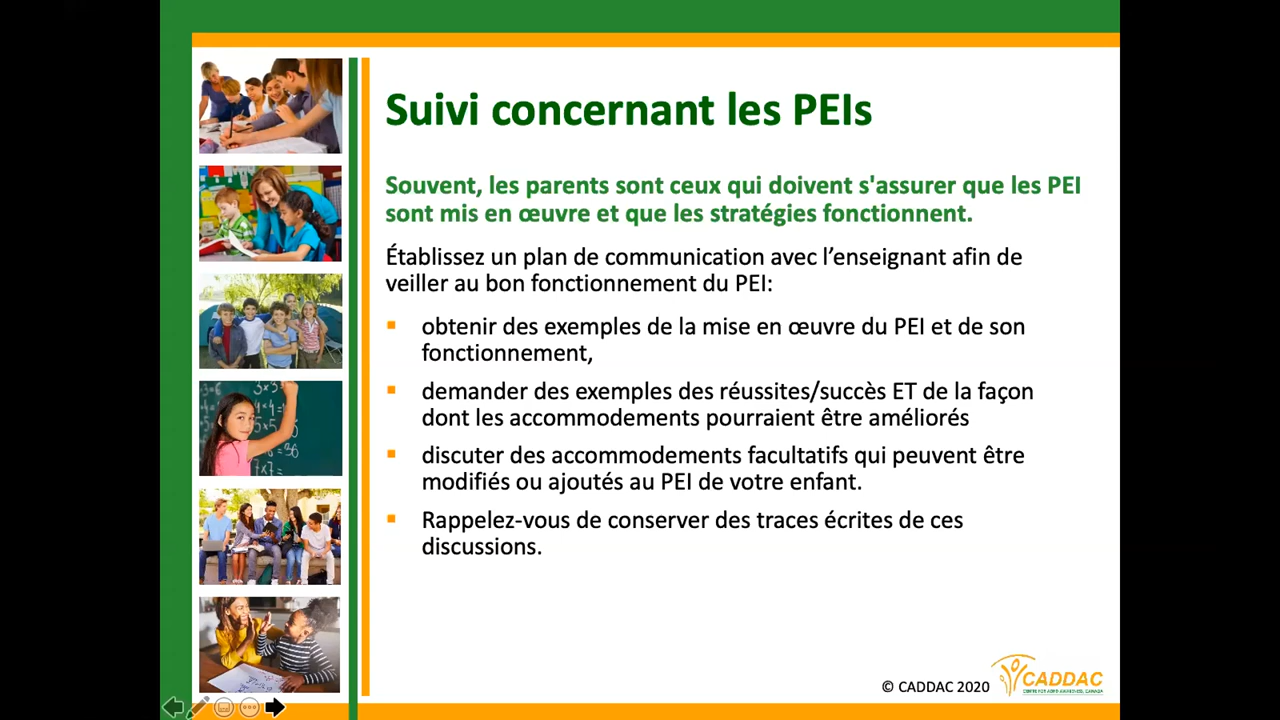 Suivi concernant les PEIs
Souvent, les parents sont ceux qui doivent s'assurer que les PEI
sont mis en œuvre et que les stratégies fonctionnent.
Établissez un plan de communication avec l’enseignant afin de
veiller au bon fonctionnement du PEI:
obtenir des exemples de la mise en œuvre du PEI et de son
fonctionnement,
demander des exemples des réussites/succès ET de la façon
dont les accommodements pourraient être améliorés
discuter des accommodements facultatifs qui peuvent être
modifiés ou ajoutés au PEI de votre enfant.
Rappelez-vous de conserver des traces écrites de ces
discussions.
© CADDAC 2020
CADDAC
CENTRE FOR ADHD AWARENESS, CANADA